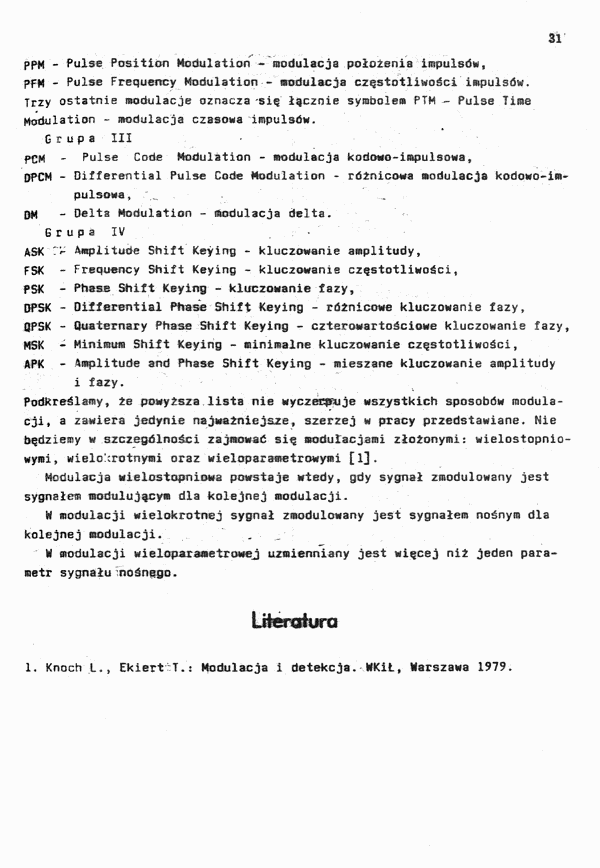 31
PPM - Pulse Position Modulation - modulacja położenia impulsów,
PFM - Pulse Frequency Modulation - modulacja częstotliwości impulsów.
Trzy ostatnie modulacje oznacza się łącznie symbolem PTM - Pulse Time
Modulation - modulacja czasowa impulsów.
G r u p a  III
PCM - Pulse Code Modulation - modulacja kodowo-impulsowa,
DPCM - Differential Pulse Code Modulation - różnicowa modulacja kodowo-im-
pulsowa,
DM - Delta Modulation - modulacja delta.
G r u p a  IV
ASK - Amplitude Shift Keying - kluczowanie amplitudy,
FSK - Frequency Shift Keying - kluczowanie częstotliwości,
PSK - Phase Shift Keying - kluczowanie fazy,
DPSK - Differential Phase Shift Keying - różnicowe kluczowanie fazy,
QPSK - Quaternary Phase Shift Keying - czterowartościowe kluczowanie fazy,
MSK - Minimum Shift Keying - minimalne kluczowanie częstotliwości,
APK - Amplitude and Phase Shift Keying - mieszane kluczowanie amplitudy
i fazy.
Podkreślamy, że powyższa lista nie wyczerpuje wszystkich sposobów modula-
cji, a zawiera jedynie najważniejsze, szerzej w pracy przedstawiane. Nie
będziemy w szczególności zajmować się modulacjami złożonymi: wielostopnio-
wymi, wielokrotnymi oraz wieloparametrowymi [1].
Modulacja wielostopniowa powstaje wtedy, gdy sygnał zmodulowany jest
sygnałem modulującym dla kolejnej modulacji.
W modulacji wielokrotnej sygnał zmodulowany jest sygnałem nośnym dla
kolejnej modulacji.
W modulacji wieloparametrowej uzmienniany jest więcej niż jeden para-
metr sygnału nośnego.
Literatura
1. Knoch L., Ekiert T.: Modulacja i detekcja. WKiŁ, Warszawa 1979.